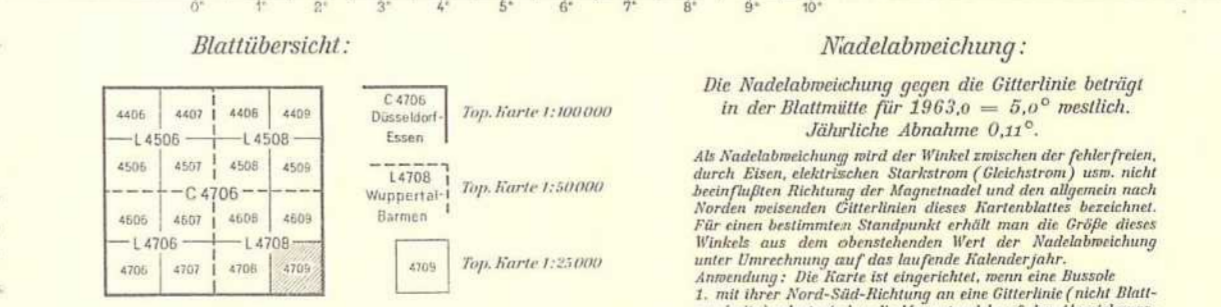 0° 1° 2° 3° 4° 5° 6° 7° 8° 9° 10°
Blattübersicht:
4406 4407 4408 4409
L 4506 L 4508
4506 4507 4508 4509
C 4706
4606 4607 4608 4609
L 4706 L 4708
4706 4707 4708 4709
C 4706
Düsseldorf-
Essen
Top. Karte 1:100000
L 4708
Wuppertal-
Barmen
Top. Karte 1:50000
4709
Top. Karte 1:25000
Nadelabweichung:
Die Nadelabweichung gegen die Gitterlinie beträgt
in der Blattmitte für 1963,0 = 5,0° westlich.
Jährliche Abnahme 0,11°.
Als Nadelabweichung wird der Winkel zwischen der fehlerfreien,
durch Eisen, elektrischen Starkstrom (Gleichstrom) usw. nicht
beeinflußten Richtung der Magnetnadel und den allgemein nach
Norden weisenden Gitterlinien dieses Kartenblattes bezeichnet.
Für einen bestimmten Standpunkt erhält man die Größe dieses
Winkels aus dem obenstehenden Wert der Nadelabweichung
unter Umrechnung auf das laufende Kalenderjahr.
Anwendung: Die Karte ist eingerichtet, wenn eine Bussole
1. mit ihrer Nord-Süd-Richtung an eine Gitterlinie (nicht Blatt-